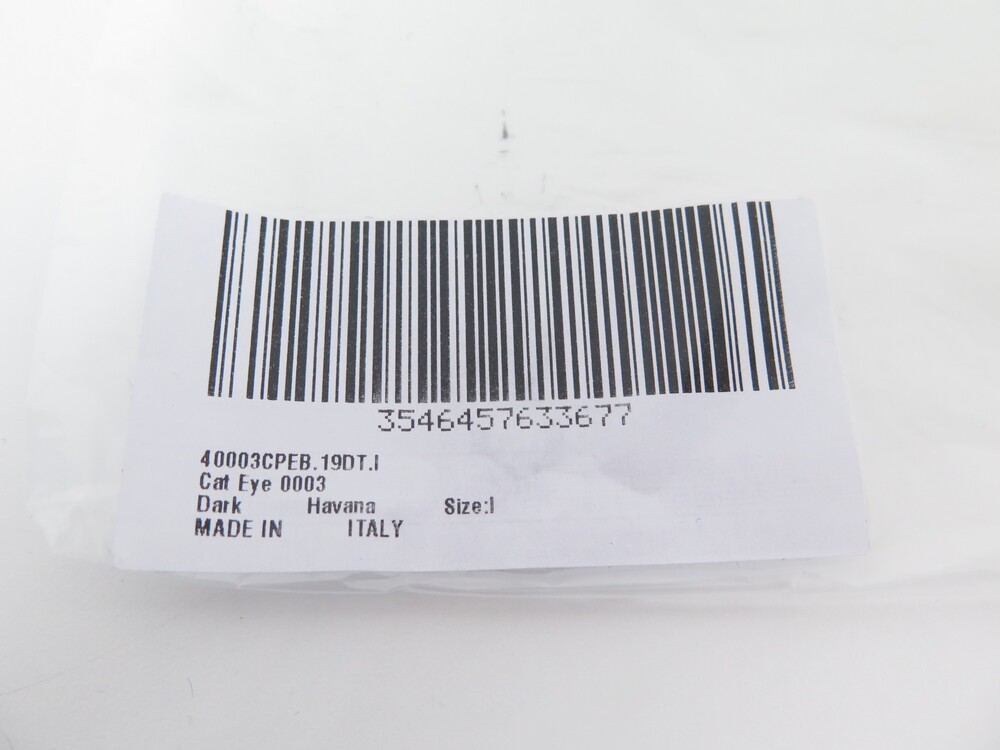 3546457633677
40003CPEB.19DT.I
Cat Eye 0003
Dark Havana Size:I
MADE IN ITALY